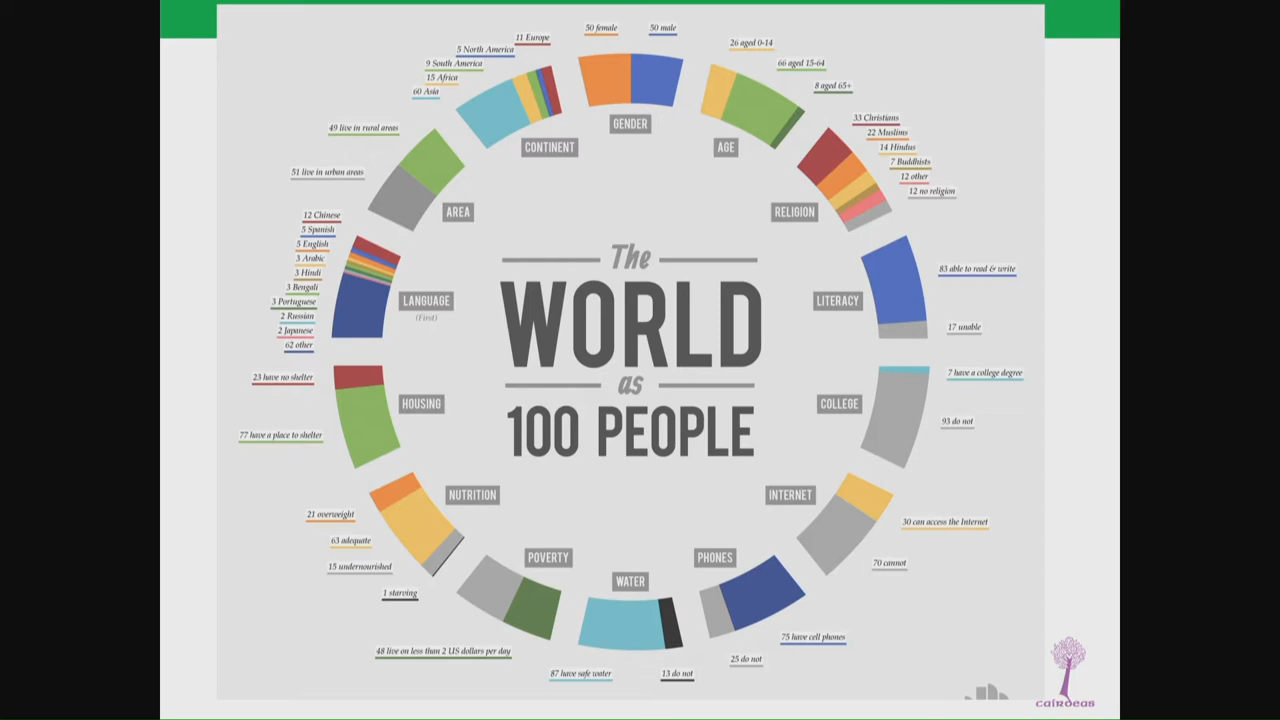 The
WORLD
as
100 PEOPLE
GENDER
50 female
50 male
AGE
26 aged 0-14
66 aged 15-64
8 aged 65+
RELIGION
33 Christians
22 Muslims
14 Hindus
7 Buddhists
12 other
12 no religion
LITERACY
83 able to read & write
17 unable
COLLEGE
7 have a college degree
93 do not
INTERNET
30 can access the Internet
70 cannot
PHONES
75 have cell phones
25 do not
WATER
87 have safe water
13 do not
POVERTY
48 live on less than 2 US dollars per day
NUTRITION
21 overweight
63 adequate
15 undernourished
1 starving
HOUSING
23 have no shelter
77 have a place to shelter
LANGUAGE
(First)
12 Chinese
5 Spanish
5 English
3 Arabic
3 Hindi
3 Bengali
3 Portuguese
2 Russian
2 Japanese
62 other
AREA
49 live in rural areas
51 live in urban areas
CONTINENT
60 Asia
15 Africa
9 South America
5 North America
11 Europe
cairdeas